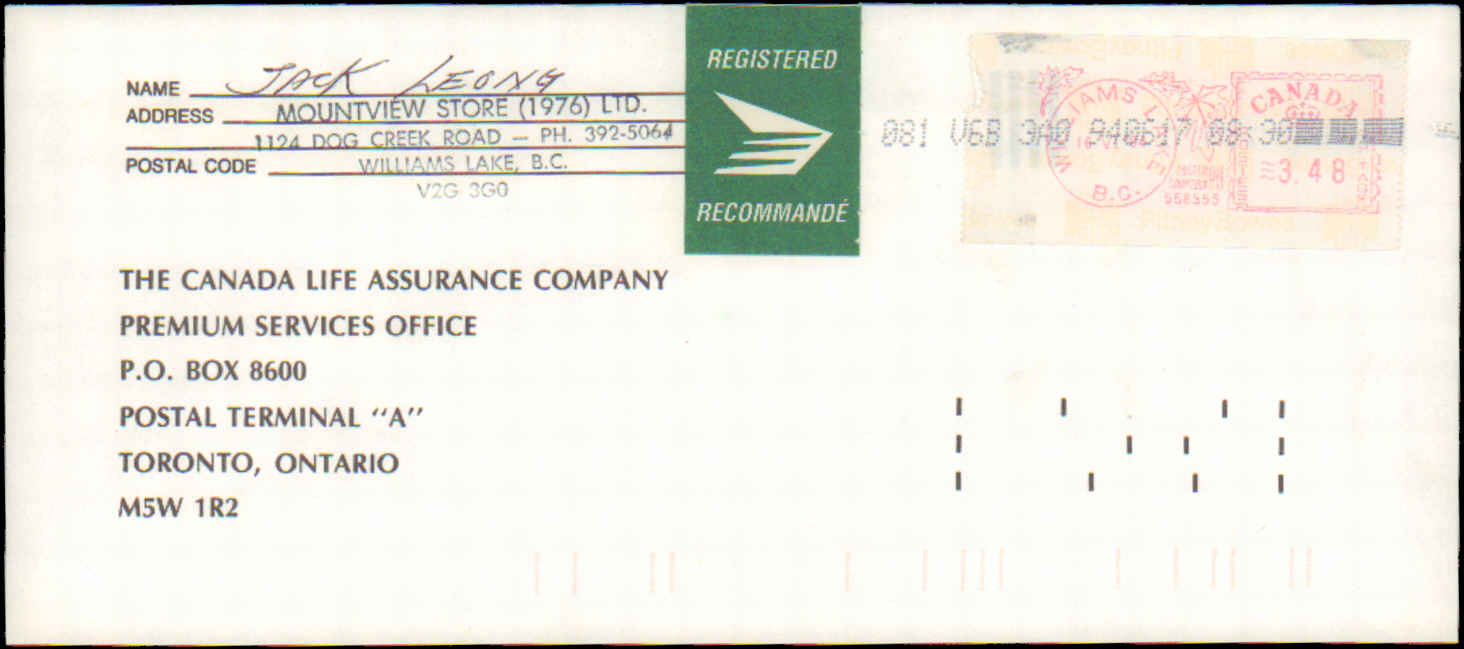 NAME JACK LEONG
ADDRESS MOUNTVIEW STORE (1976) LTD.
1124 DOG CREEK ROAD — PH. 392-5064
POSTAL CODE WILLIAMS LAKE, B.C.
V2G 3G0
REGISTERED
RECOMMANDÉ
081 V6B 3A0 940617 08:30
WILLIAMS
B.C.
CANADA
3.48
THE CANADA LIFE ASSURANCE COMPANY
PREMIUM SERVICES OFFICE
P.O. BOX 8600
POSTAL TERMINAL "A"
TORONTO, ONTARIO
M5W 1R2